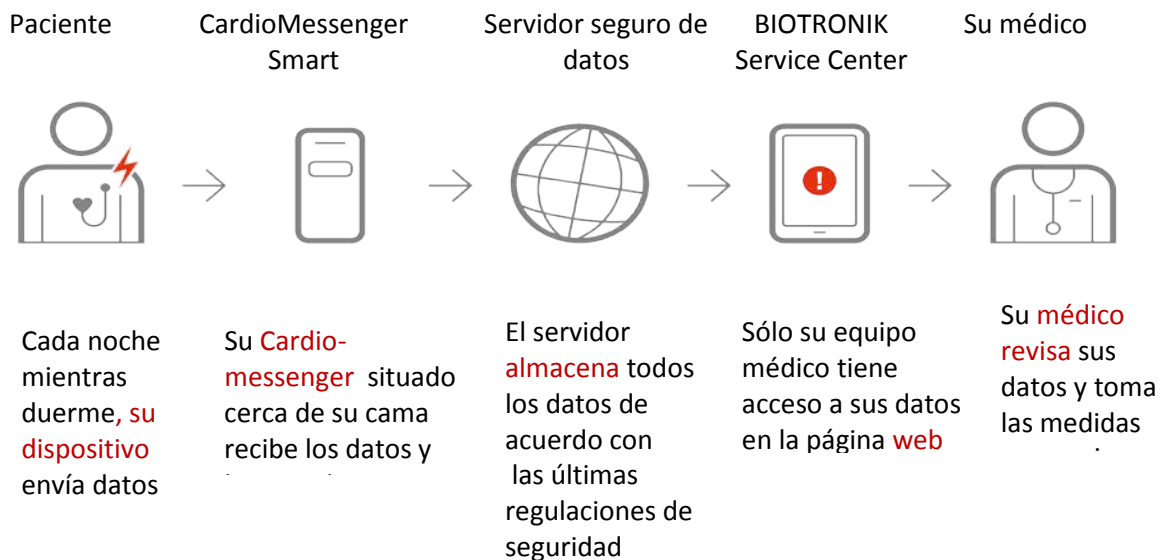 Paciente
CardioMessenger
Smart
Servidor seguro de
datos
BIOTRONIK
Service Center
Su médico
Cada noche
mientras
duerme, su
dispositivo
envía datos
Su Cardio-
messenger situado
cerca de su cama
recibe los datos y
El servidor
almacena todos
los datos de
acuerdo con
las últimas
regulaciones de
seguridad
Sólo su equipo
médico tiene
acceso a sus datos
en la página web
Su médico
revisa sus
datos y toma
las medidas